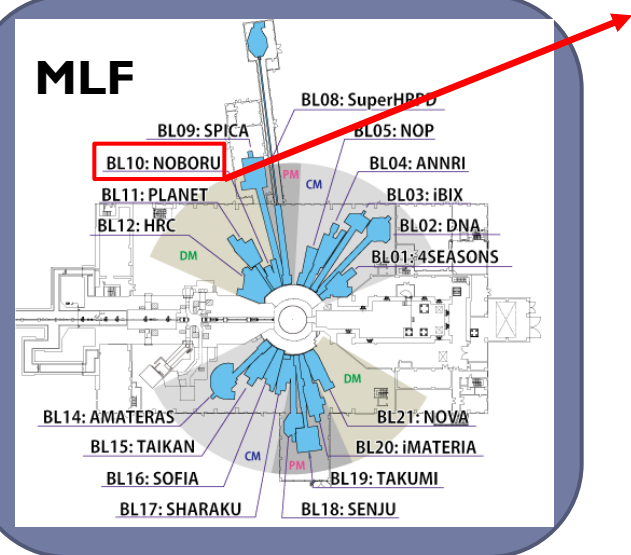 MLF
BL08: SuperHRPD
BL09: SPICA
BL05: NOP
BL10: NOBORU
BL04: ANNRI
PM
CM
BL11: PLANET
BL03: iBIX
BL12: HRC
BL02: DNA
DM
BL01: 4SEASONS
DM
BL14: AMATERAS
BL21: NOVA
BL15: TAIKAN
CM
BL20: iMATERIA
PM
BL16: SOFIA
BL19: TAKUMI
BL17: SHARAKU
BL18: SENJU